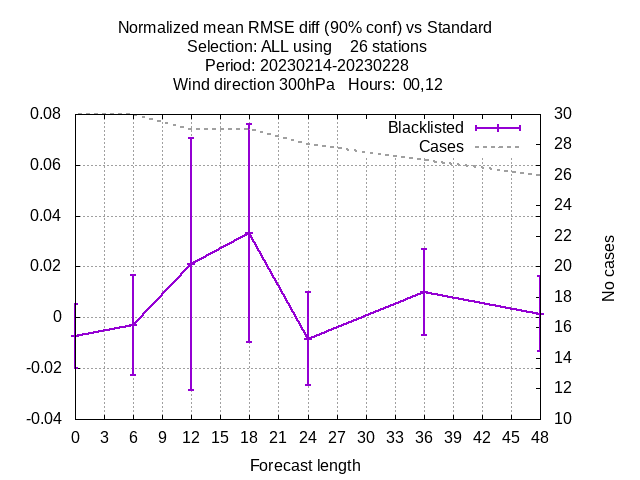 Normalized mean RMSE diff (90% conf) vs Standard
Selection: ALL using    26 stations
Period: 20230214-20230228
Wind direction 300hPa   Hours:  00,12
Blacklisted
Cases
0.08
0.06
0.04
0.02
0
-0.02
-0.04
30
28
26
24
22
20
18
16
14
12
10
No cases
0 3 6 9 12 15 18 21 24 27 30 33 36 39 42 45 48
Forecast length